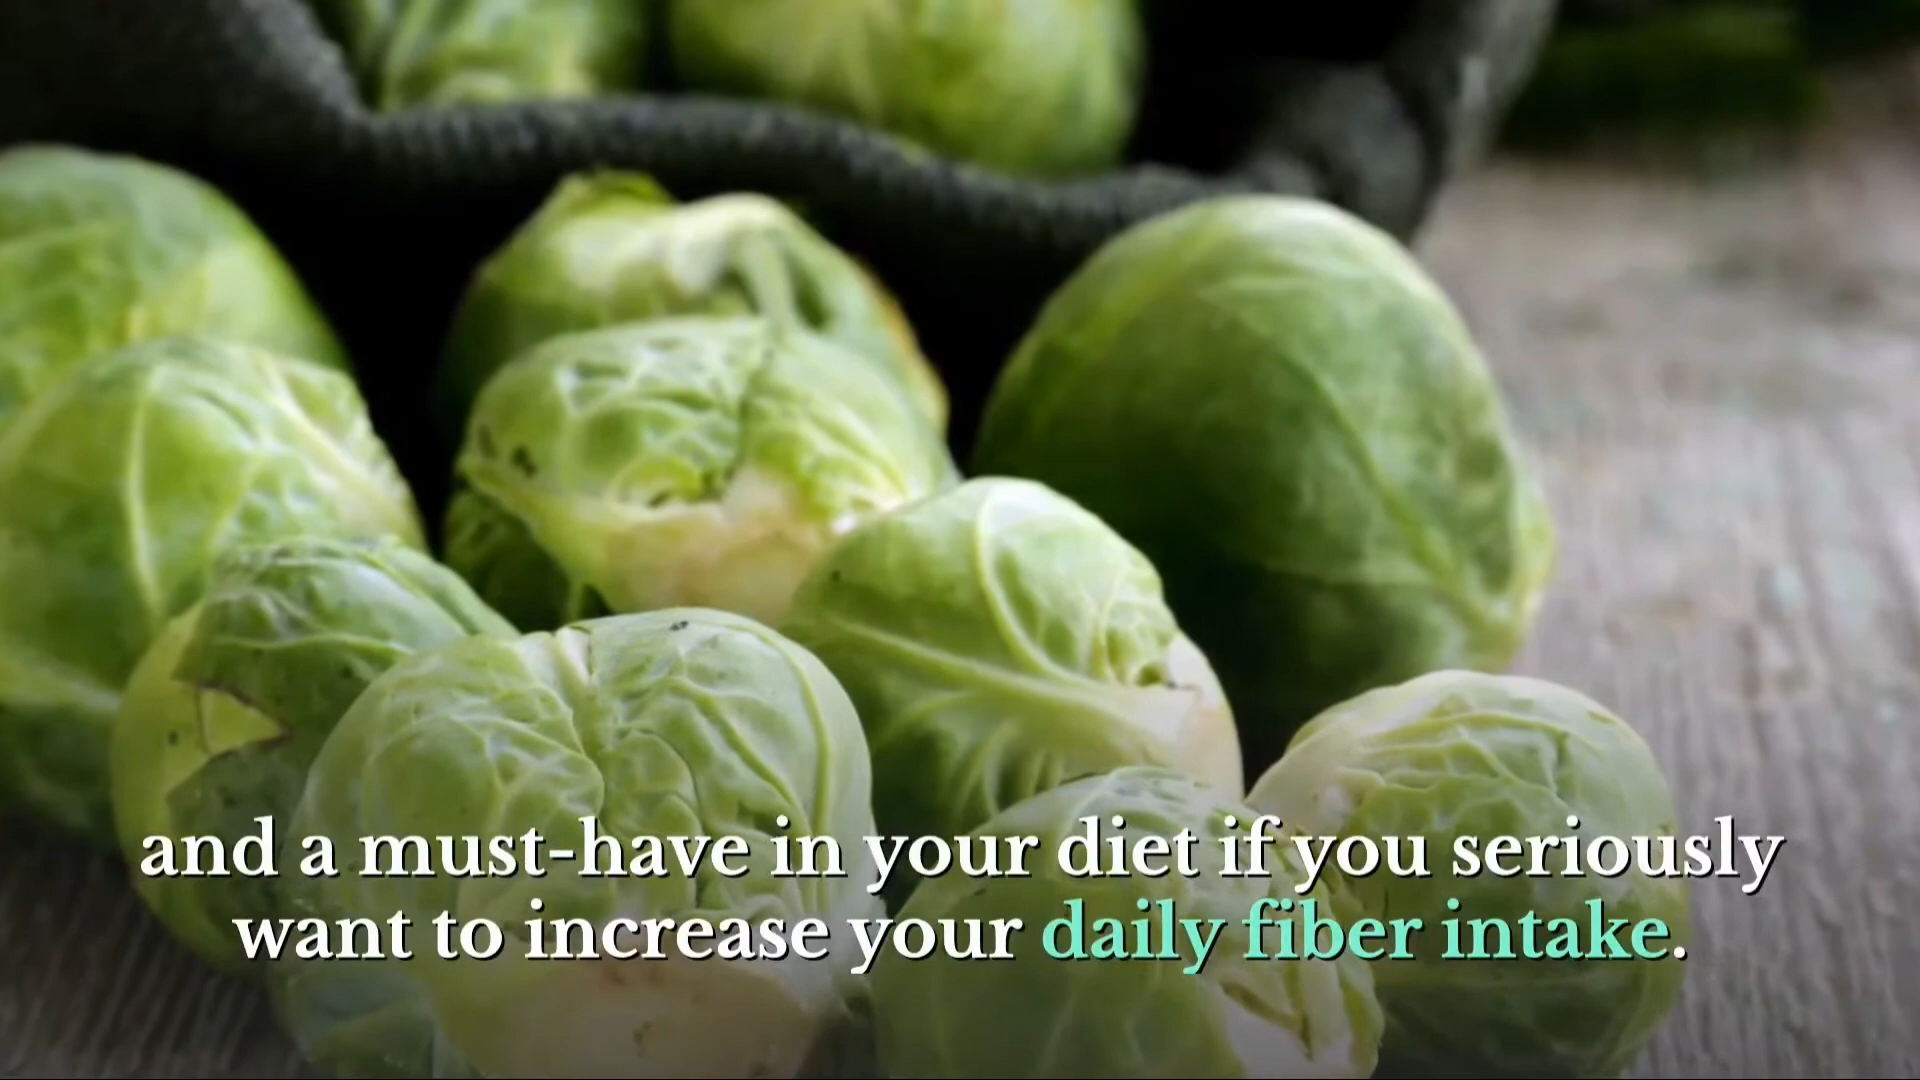 and a must-have in your diet if you seriously
want to increase your daily fiber intake.